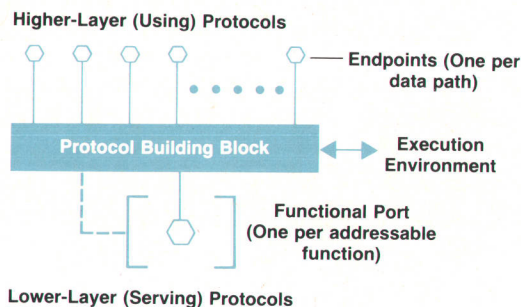 Higher-Layer (Using) Protocols
Endpoints (One per
data path)
Protocol Building Block
Execution
Environment
Functional Port
(One per addressable
function)
Lower-Layer (Serving) Protocols